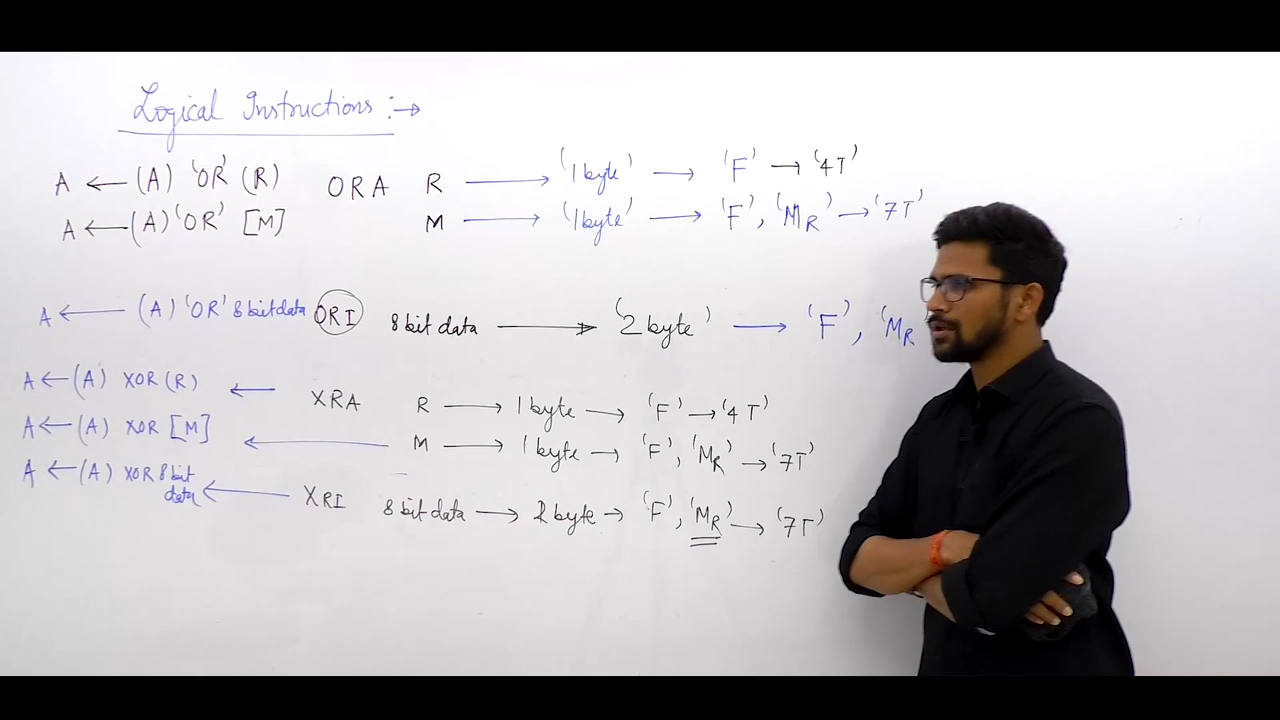 Logical Instructions :→
A ← (A) 'OR' (R) ORA R → '1 byte' → 'F' → '4T'
A ← (A) 'OR' [M] M → '1 byte' → 'F', 'MR' → '7T'
A ← (A) 'OR' 8 bit data ORI 8 bit data → '2 byte' → 'F', 'MR
A ← (A) XOR (R) ← XRA R → 1 byte → 'F' → '4T'
A ← (A) XOR [M] ← M → 1 byte → 'F', 'MR' → '7T'
A ← (A) XOR 8 bit
data ← XRI 8 bit data → 2 byte → 'F', 'MR' → '7T'